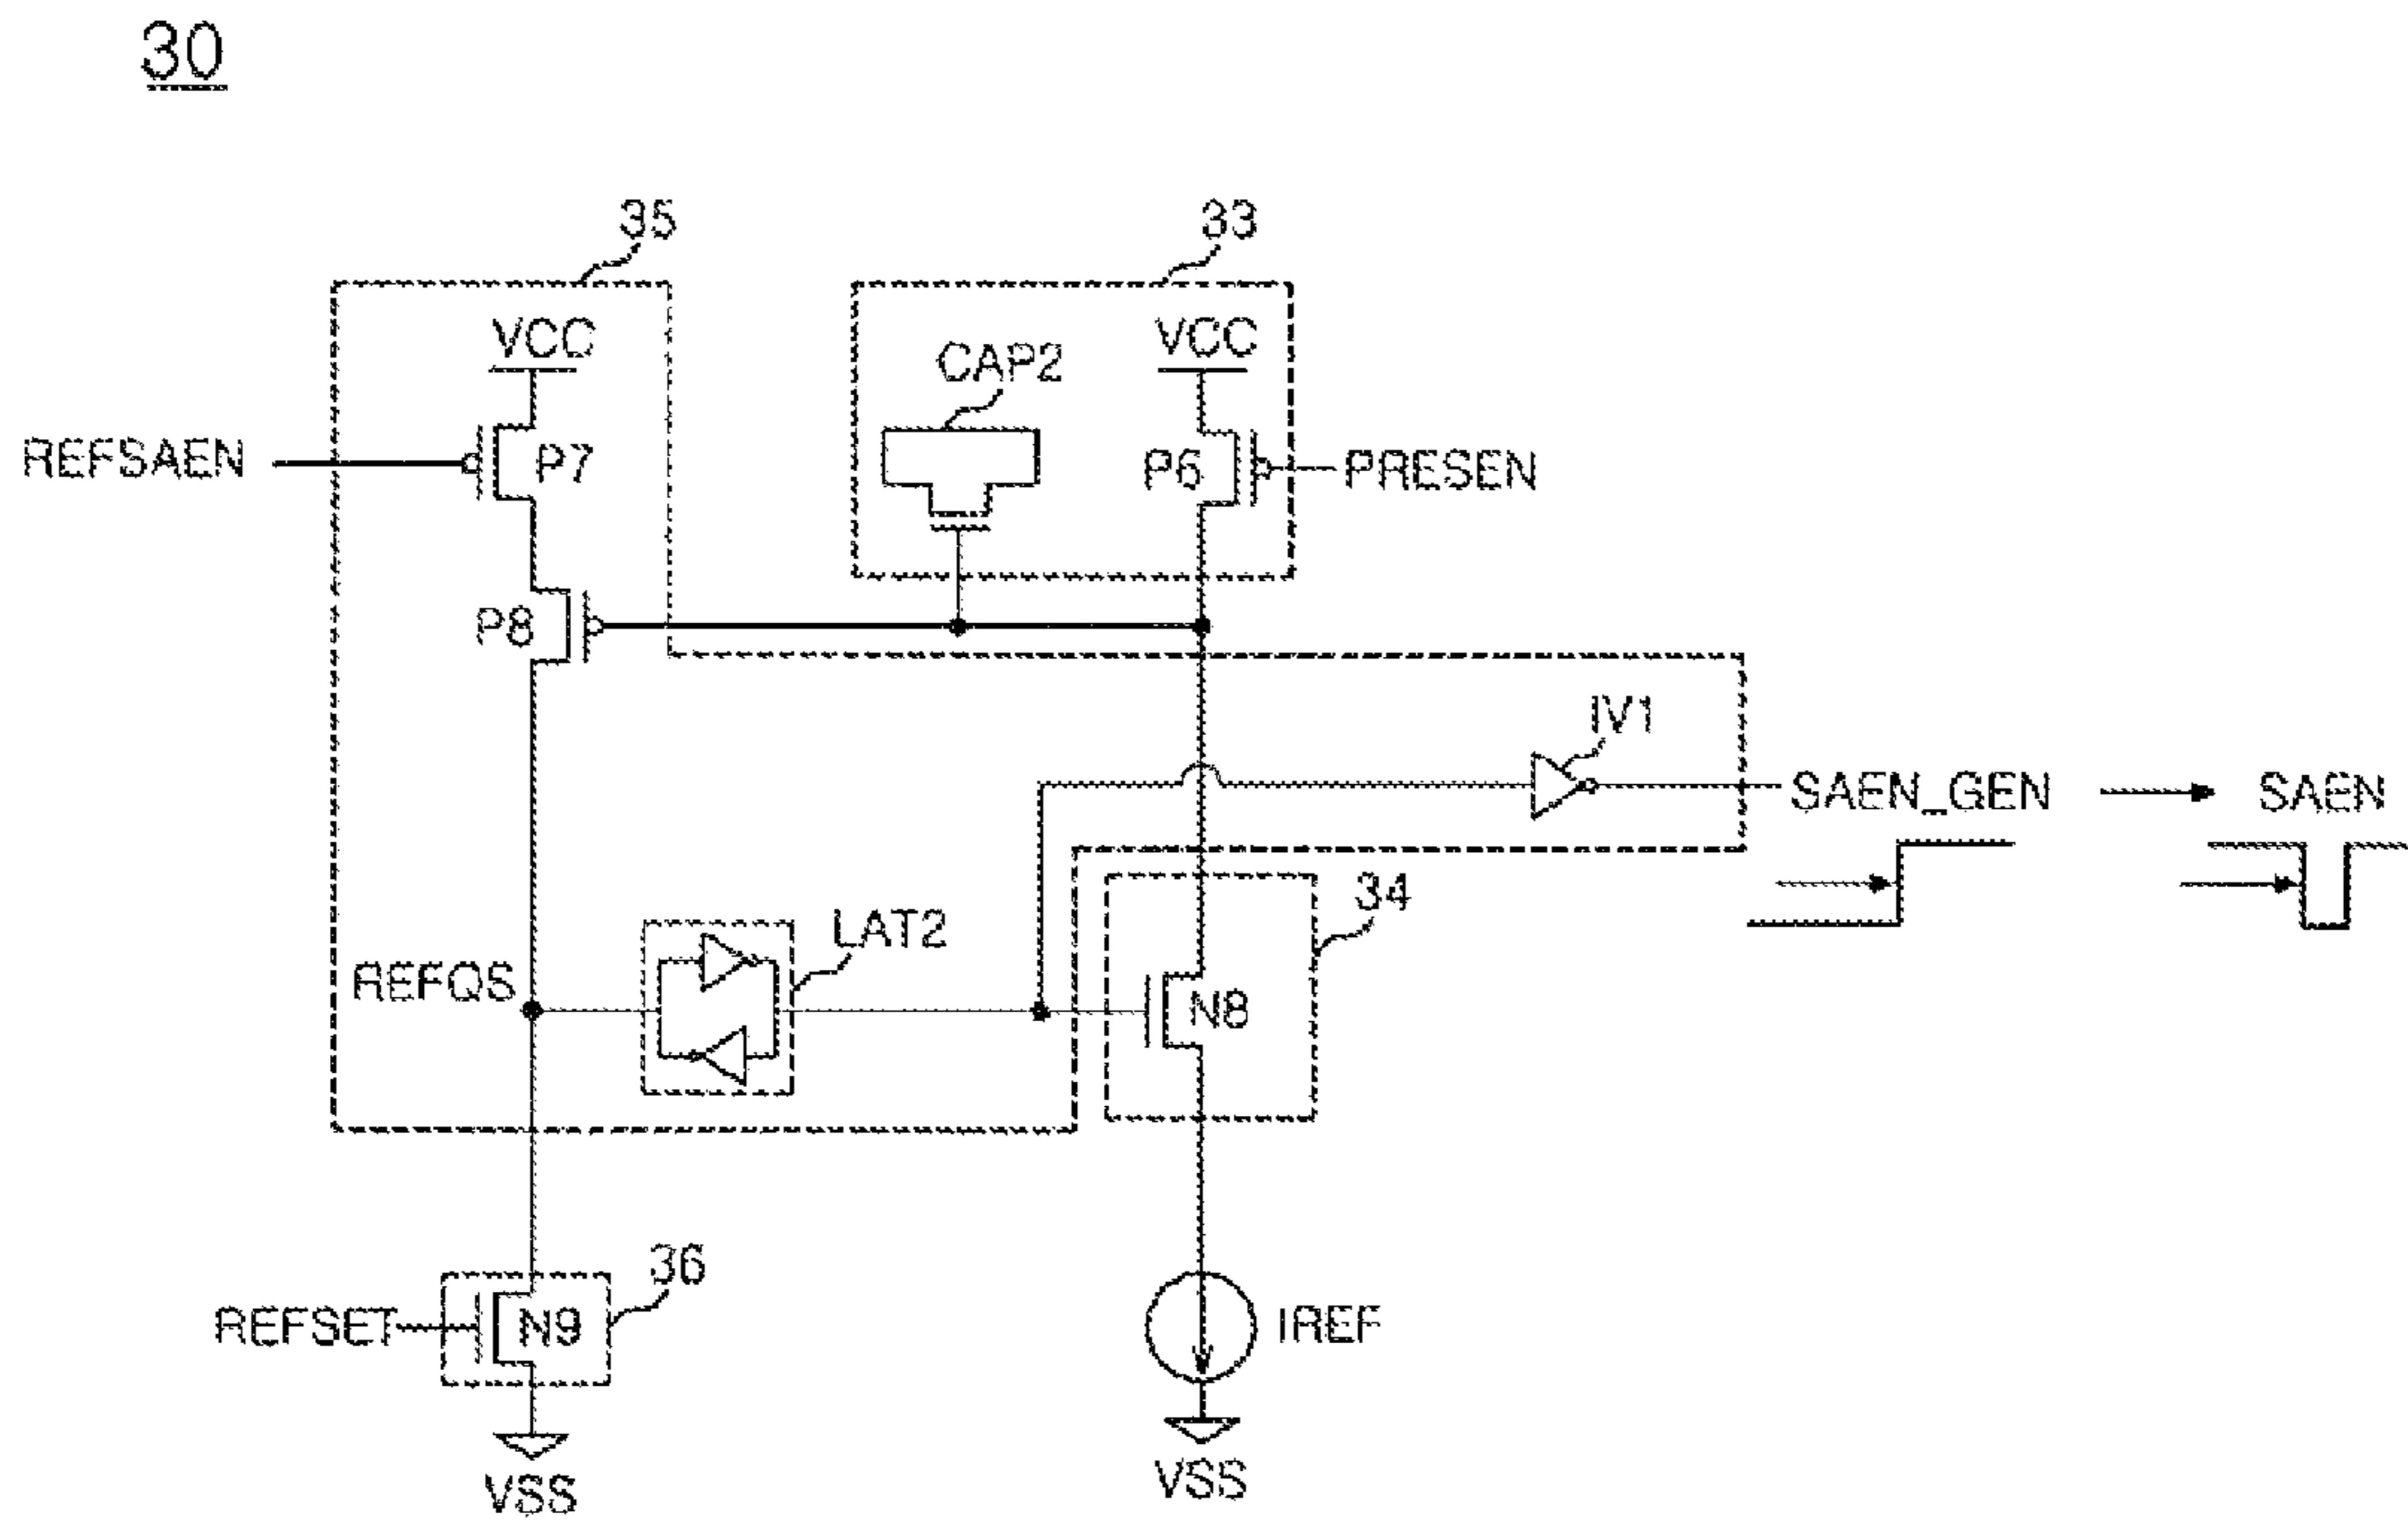 30
35
33
VCC
VCC
CAP2
REFSAEN
P7
P6
PRESEN
P8
IV1
SAEN_GEN
SAEN
34
LAT2
REFQS
N8
36
REFSET
N9
IREF
VSS
VSS